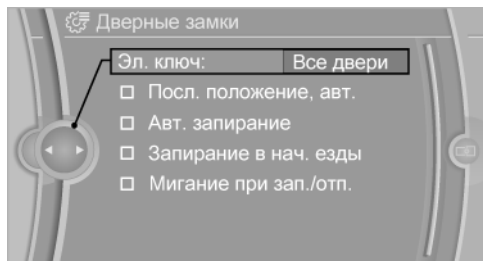 Дверные замки
Эл. ключ: Все двери
Посл. положение, авт.
Авт. запирание
Запирание в нач. езды
Мигание при зап./отп.